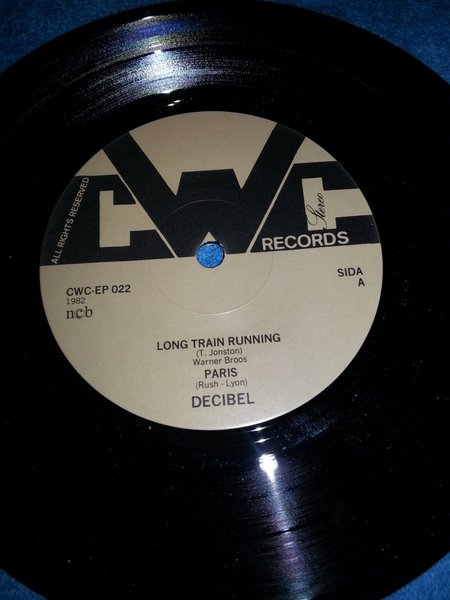 ALL RIGHTS RESERVED
CWC
Stereo
RECORDS
CWC-EP 022
1982
ncb
SIDA
A
LONG TRAIN RUNNING
(T. Jonston)
Warner Broos
PARIS
(Rush - Lyon)
DECIBEL